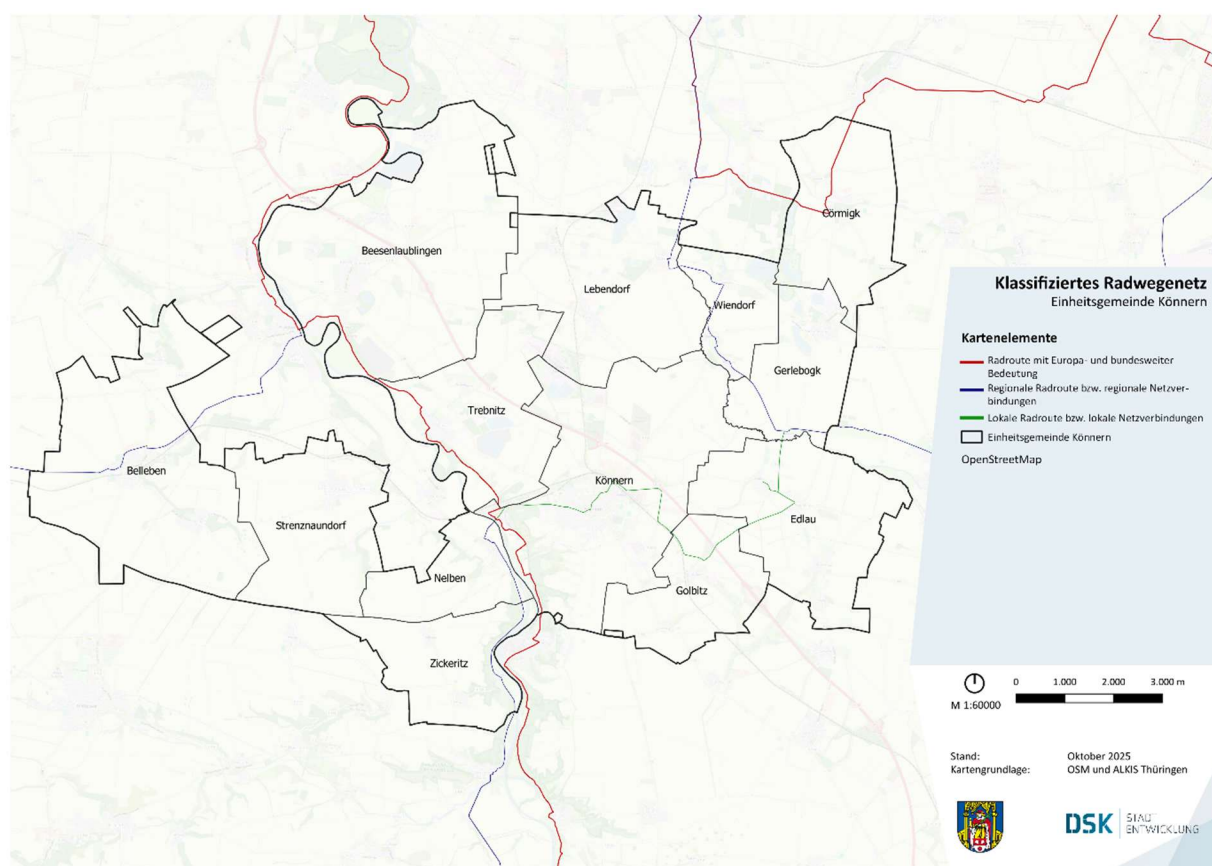 Cörmigk
Beesenlaublingen
Lebendorf
Wiendorf
Gerlebogk
Trebnitz
Belleben
Könnern
Strenznaundorf
Edlau
Nelben
Golbitz
Zickeritz
Klassifiziertes Radwegenetz
Einheitsgemeinde Könnern
Kartenelemente
Radroute mit Europa- und bundesweiter
Bedeutung
Regionale Radroute bzw. regionale Netzver-
bindungen
Lokale Radroute bzw. lokale Netzverbindungen
Einheitsgemeinde Könnern
OpenStreetMap
0 1.000 2.000 3.000 m
M 1:60000
Stand: Oktober 2025
Kartengrundlage: OSM und ALKIS Thüringen
DSK STADT
ENTWICKLUNG